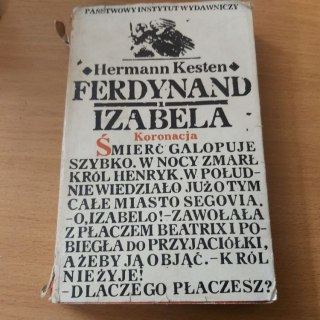 PAŃSTWOWY INSTYTUT WYDAWNICZY
Hermann Kesten
FERDYNAND
I
IZABELA
Koronacja
ŚMIERĆ GALOPUJE
SZYBKO. W NOCY ZMARŁ
KRÓL HENRYK. W POŁUD-
NIE WIEDZIAŁO JUŻ O TYM
CAŁE MIASTO SEGOVIA.
-O, IZABELO!-ZAWOŁAŁA
Z PŁACZEM BEATRIX I PO-
BIEGŁA DO PRZYJACIÓŁKI,
AŻEBY JĄ OBJĄĆ.-KRÓL
NIE ŻYJE!
-DLACZEGO PŁACZESZ?